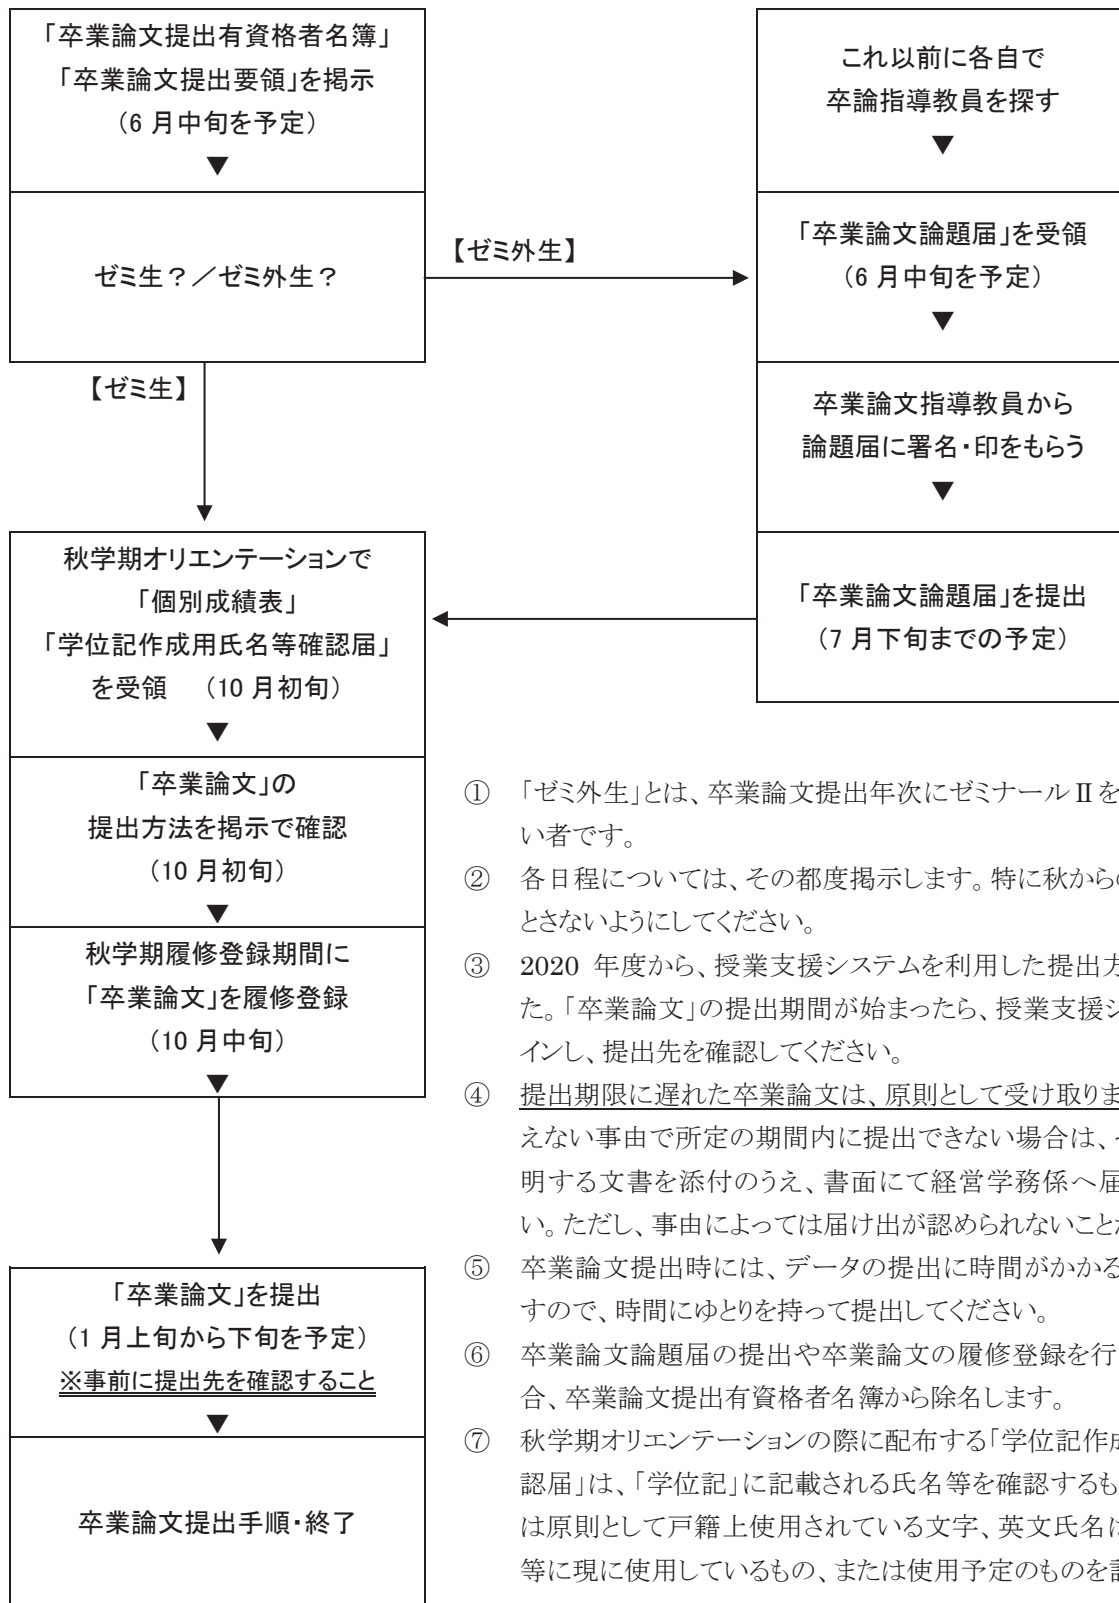 「卒業論文提出有資格者名簿」
「卒業論文提出要領」を掲示
（6 月中旬を予定）
▼
ゼミ生？／ゼミ外生？
【ゼミ外生】
これ以前に各自で
卒論指導教員を探す
▼
「卒業論文論題届」を受領
（6 月中旬を予定）
▼
卒業論文指導教員から
論題届に署名・印をもらう
▼
「卒業論文論題届」を提出
（7 月下旬までの予定）
【ゼミ生】
秋学期オリエンテーションで
「個別成績表」
「学位記作成用氏名等確認届」
を受領　（10 月初旬）
▼
「卒業論文」の
提出方法を掲示で確認
（10 月初旬）
▼
秋学期履修登録期間に
「卒業論文」を履修登録
（10 月中旬）
▼
「卒業論文」を提出
（1 月上旬から下旬を予定）
※事前に提出先を確認すること
▼
卒業論文提出手順・終了
① 「ゼミ外生」とは、卒業論文提出年次にゼミナールⅡを
い者です。
② 各日程については、その都度掲示します。特に秋から
とさないようにしてください。
③ 2020 年度から、授業支援システムを利用した提出方
た。「卒業論文」の提出期間が始まったら、授業支援シ
インし、提出先を確認してください。
④ 提出期限に遅れた卒業論文は、原則として受け取りま
えない事由で所定の期間内に提出できない場合は、
明する文書を添付のうえ、書面にて経営学務係へ届
い。ただし、事由によっては届け出が認められないこと
⑤ 卒業論文提出時には、データの提出に時間がかかる
すので、時間にゆとりを持って提出してください。
⑥ 卒業論文論題届の提出や卒業論文の履修登録を行
合、卒業論文提出有資格者名簿から除名します。
⑦ 秋学期オリエンテーションの際に配布する「学位記作成
認届」は、「学位記」に記載される氏名等を確認するも
は原則として戸籍上使用されている文字、英文氏名は
等に現に使用しているもの、または使用予定のものを